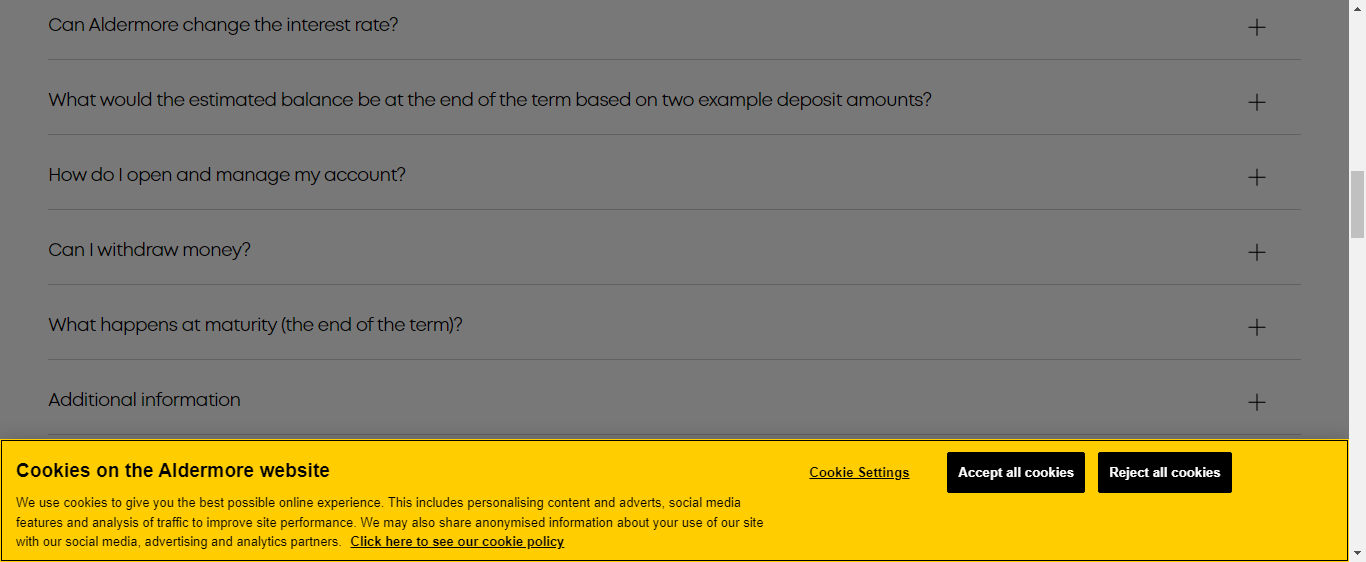 Can Aldermore change the interest rate?
What would the estimated balance be at the end of the term based on two example deposit amounts?
How do I open and manage my account?
Can I withdraw money?
What happens at maturity (the end of the term)?
Additional information
Cookies on the Aldermore website
We use cookies to give you the best possible online experience. This includes personalising content and adverts, social media
features and analysis of traffic to improve site performance. We may also share anonymised information about your use of our site
with our social media, advertising and analytics partners. Click here to see our cookie policy
Cookie Settings
Accept all cookies
Reject all cookies